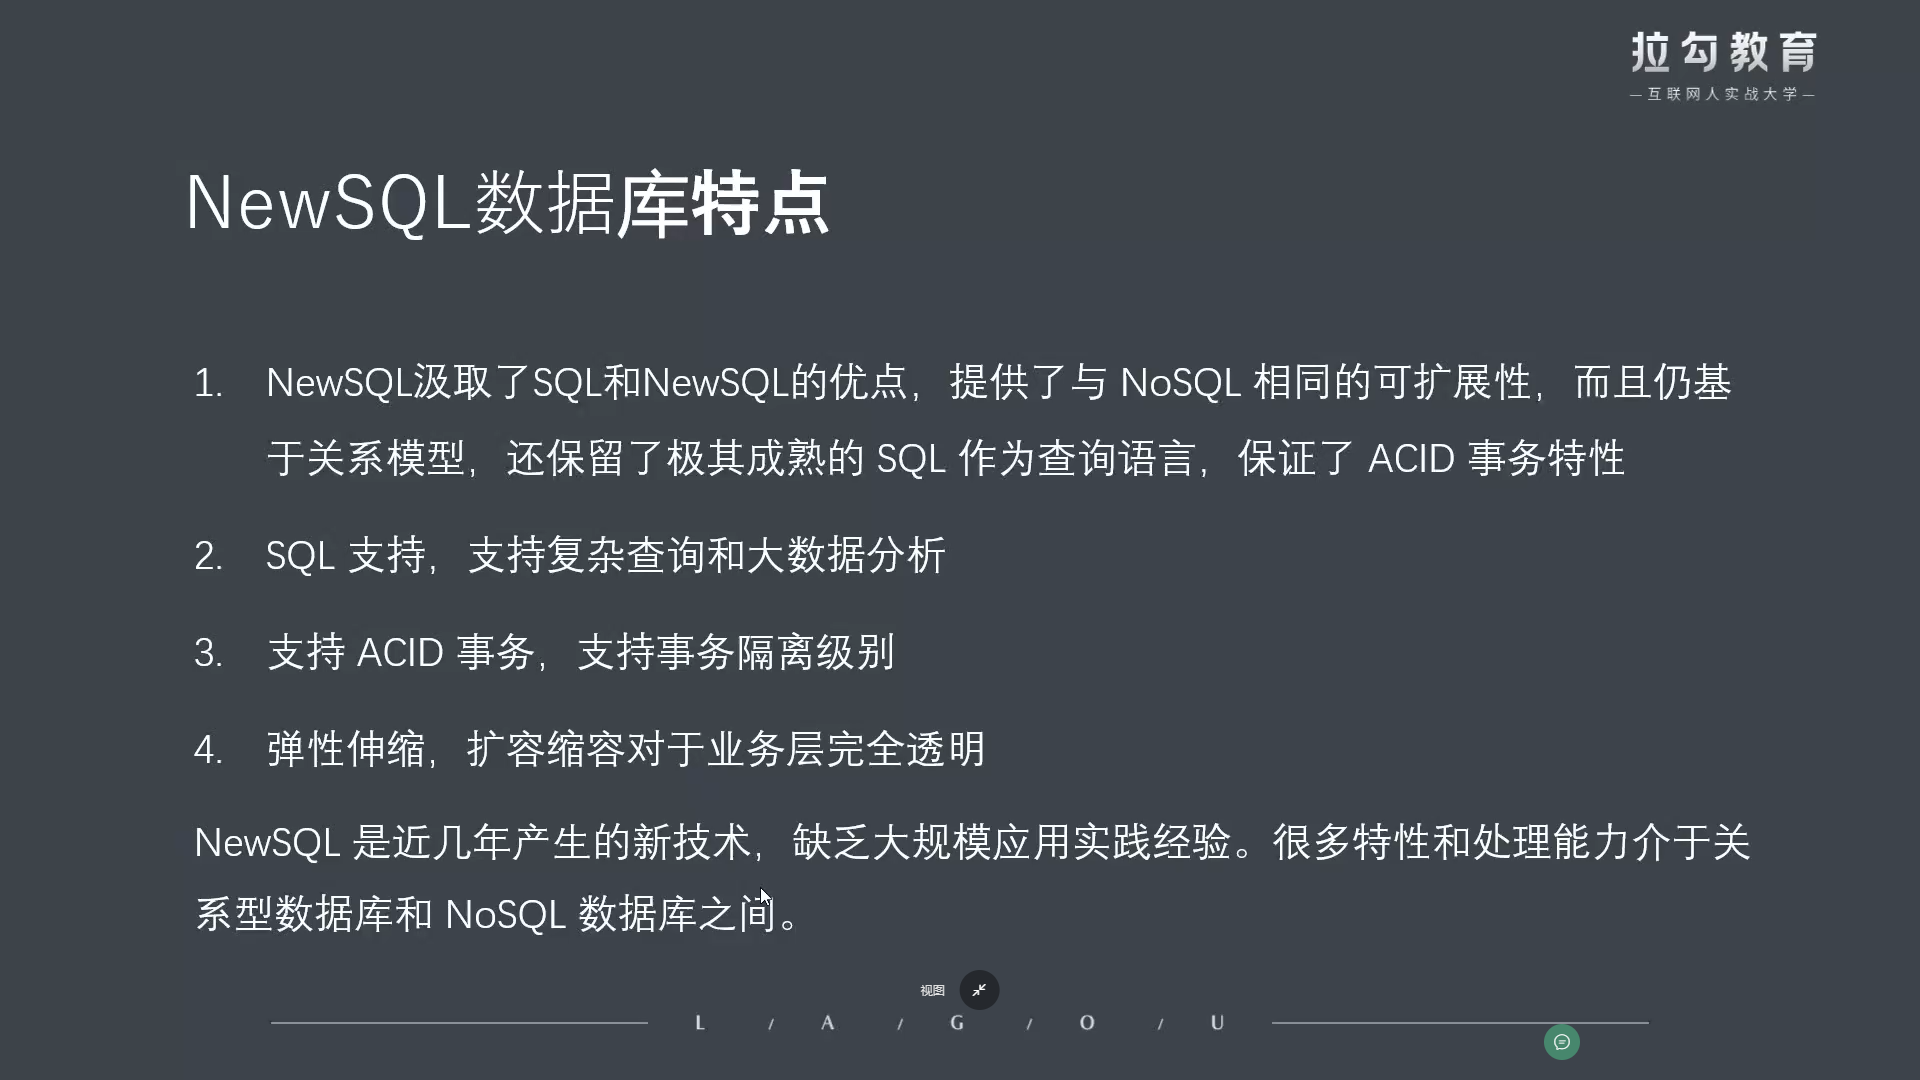 拉勾教育
—互联网人实战大学—
NewSQL数据库特点
1. NewSQL汲取了SQL和NewSQL的优点，提供了与 NoSQL 相同的可扩展性，而且仍基
于关系模型，还保留了极其成熟的 SQL 作为查询语言，保证了 ACID 事务特性
2. SQL 支持，支持复杂查询和大数据分析
3. 支持 ACID 事务，支持事务隔离级别
4. 弹性伸缩，扩容缩容对于业务层完全透明
NewSQL 是近几年产生的新技术，缺乏大规模应用实践经验。很多特性和处理能力介于关
系型数据库和 NoSQL 数据库之间。
视图
L / A / G / O / U